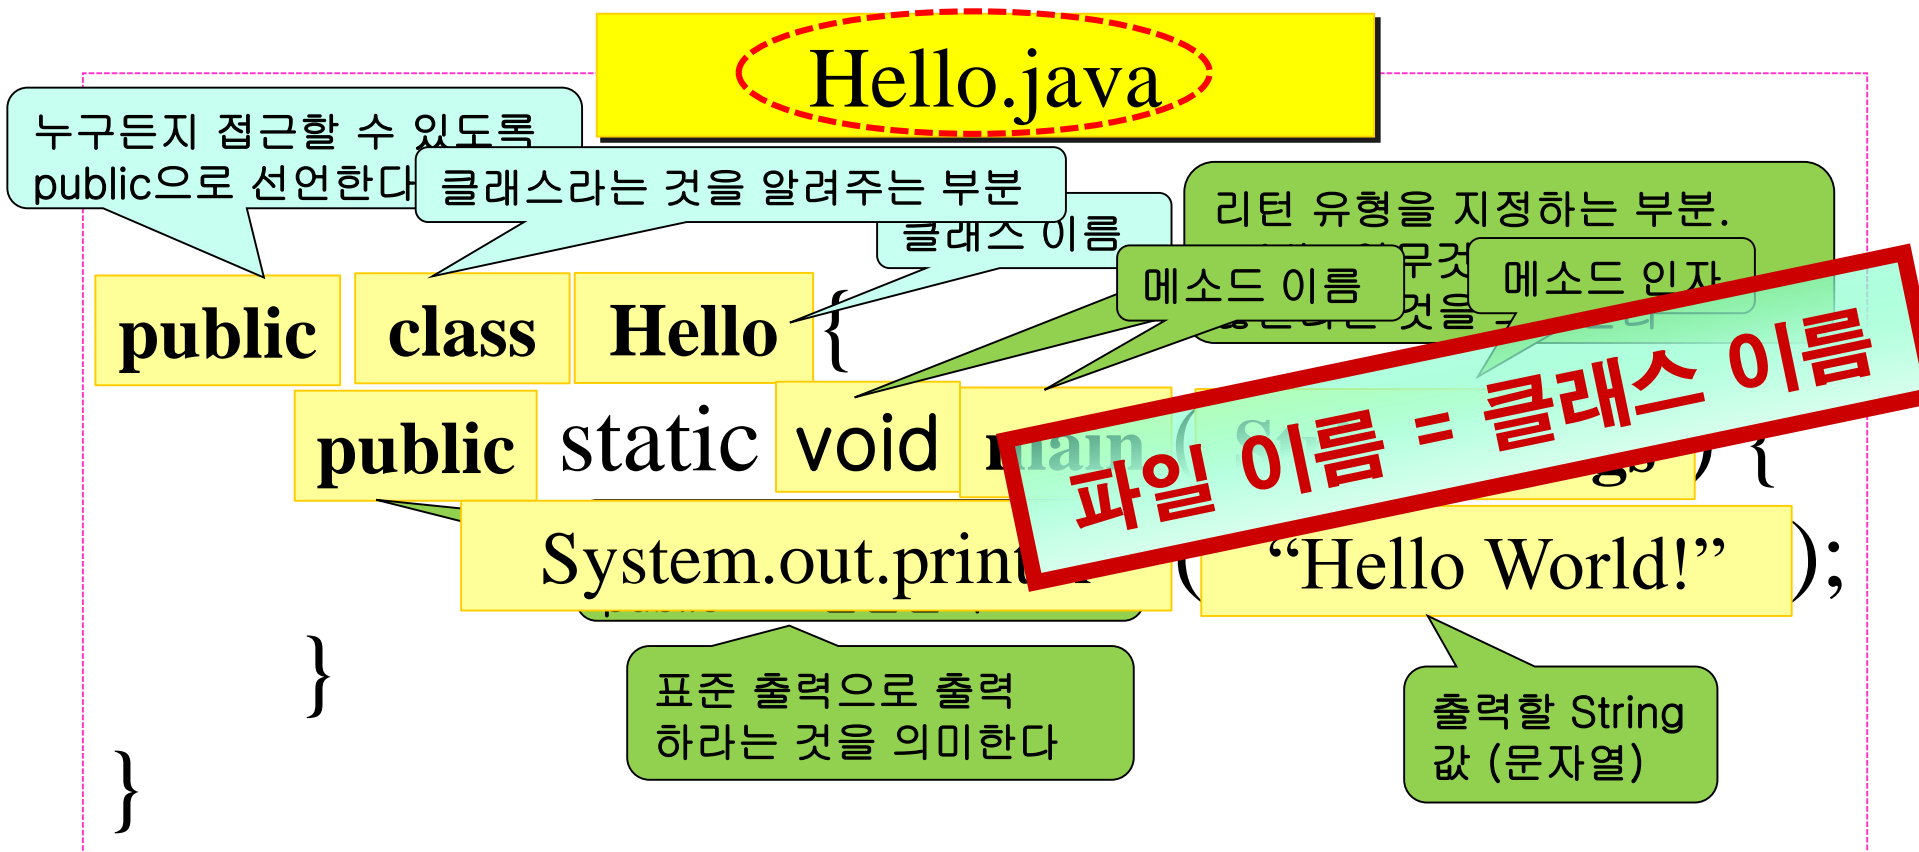 Hello.java
누구든지 접근할 수 있도록
public으로 선언한다
클래스라는 것을 알려주는 부분
클래스 이름
리턴 유형을 지정하는 부분.
것을
메소드 이름
메소드 인자
public class Hello {
public static void main ( ) {
파일 이름 = 클래스 이름
System.out.println ( “Hello World!” );
표준 출력으로 출력
하라는 것을 의미한다
출력할 String
값 (문자열)
}
}